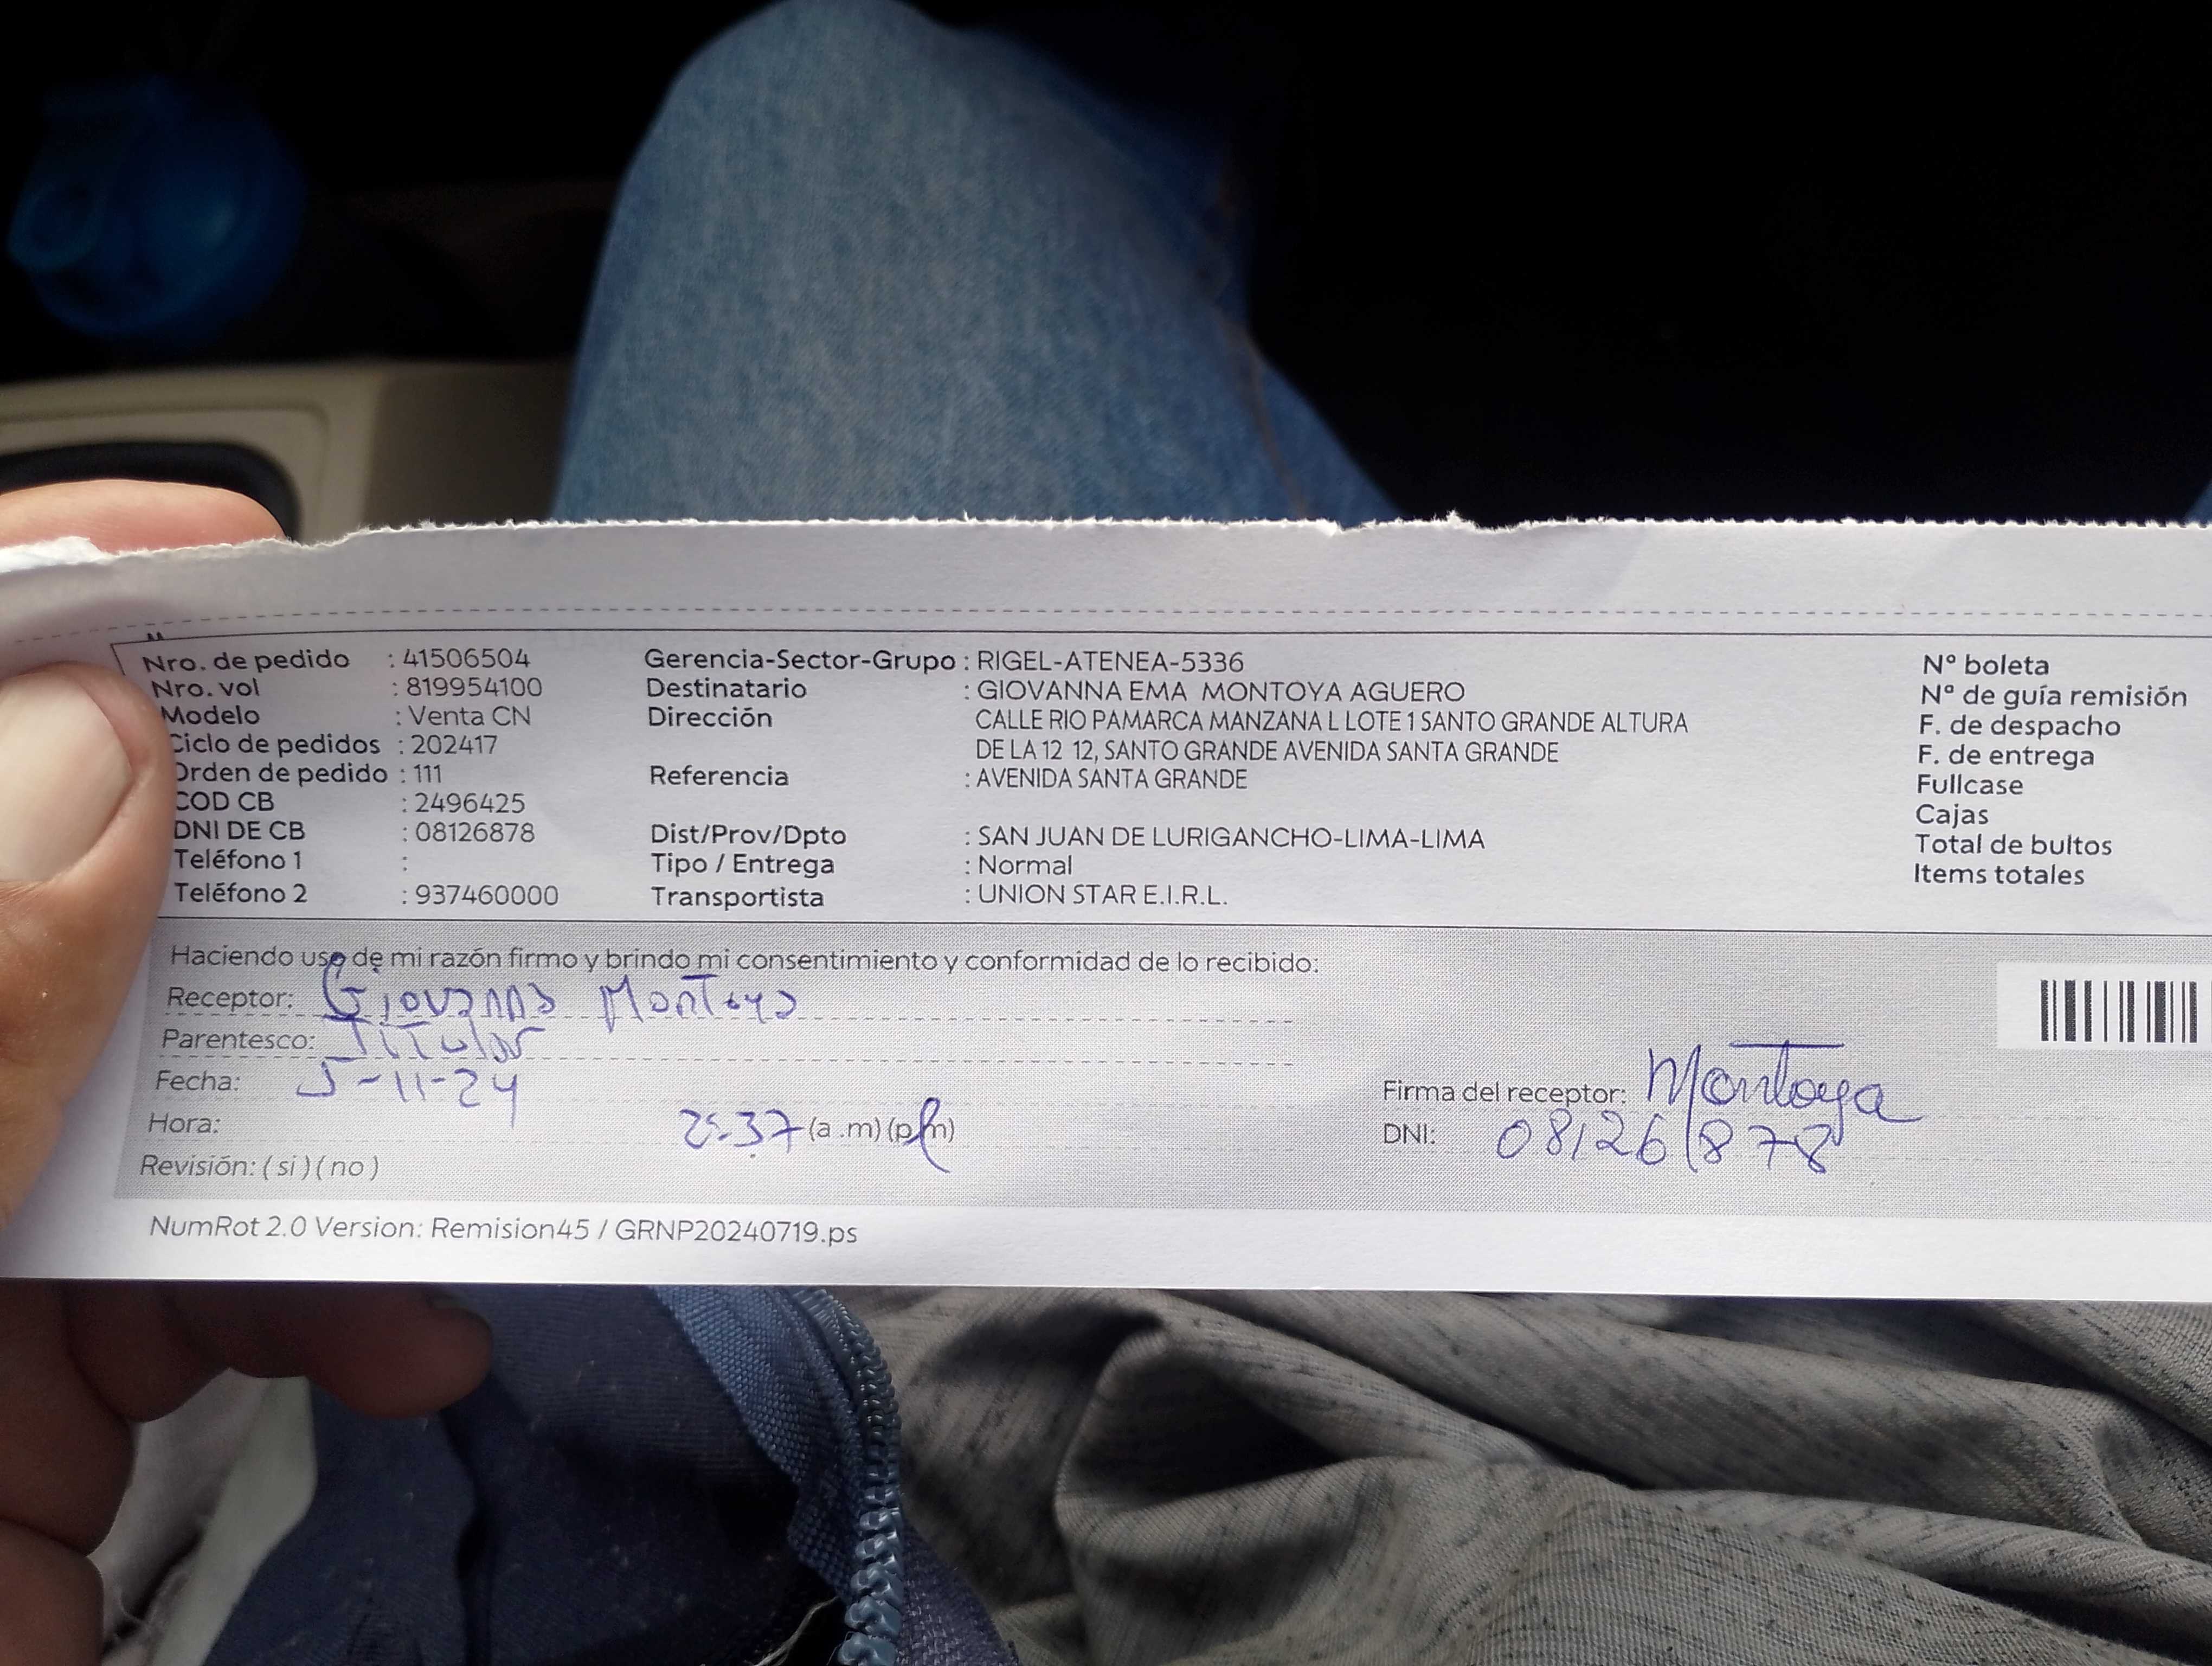 Nro. de pedido : 41506504 Gerencia-Sector-Grupo : RIGEL-ATENEA-5336 N° boleta
Nro. vol : 819954100 Destinatario : GIOVANNA EMA MONTOYA AGUERO Nª de guía remisión
Modelo : Venta CN Dirección CALLE RIO PAMARCA MANZANA L LOTE 1 SANTO GRANDE ALTURA F. de despacho
Ciclo de pedidos : 202417 DE LA 12 12, SANTO GRANDE AVENIDA SANTA GRANDE F. de entrega
Orden de pedido : 111 Referencia : AVENIDA SANTA GRANDE Fullcase
COD CB : 2496425 Cajas
DNI DE CB : 08126878 Dist/Prov/Dpto : SAN JUAN DE LURIGANCHO-LIMA-LIMA Total de bultos
Teléfono 1 : Tipo / Entrega : Normal Items totales
Teléfono 2 : 937460000 Transportista : UNION STAR E.I.R.L.
Haciendo uso de mi razón firmo y brindo mi consentimiento y conformidad de lo recibido:
Receptor: Giovanna Montoya
Parentesco: Titular
Fecha: 5-11-24 Firma del receptor: Montoya
Hora: (a.m) (p.m) DNI: 08126878
Revisión: ( si ) ( no )
NumRot 2.0 Version: Remision45 / GRNP20240719.ps